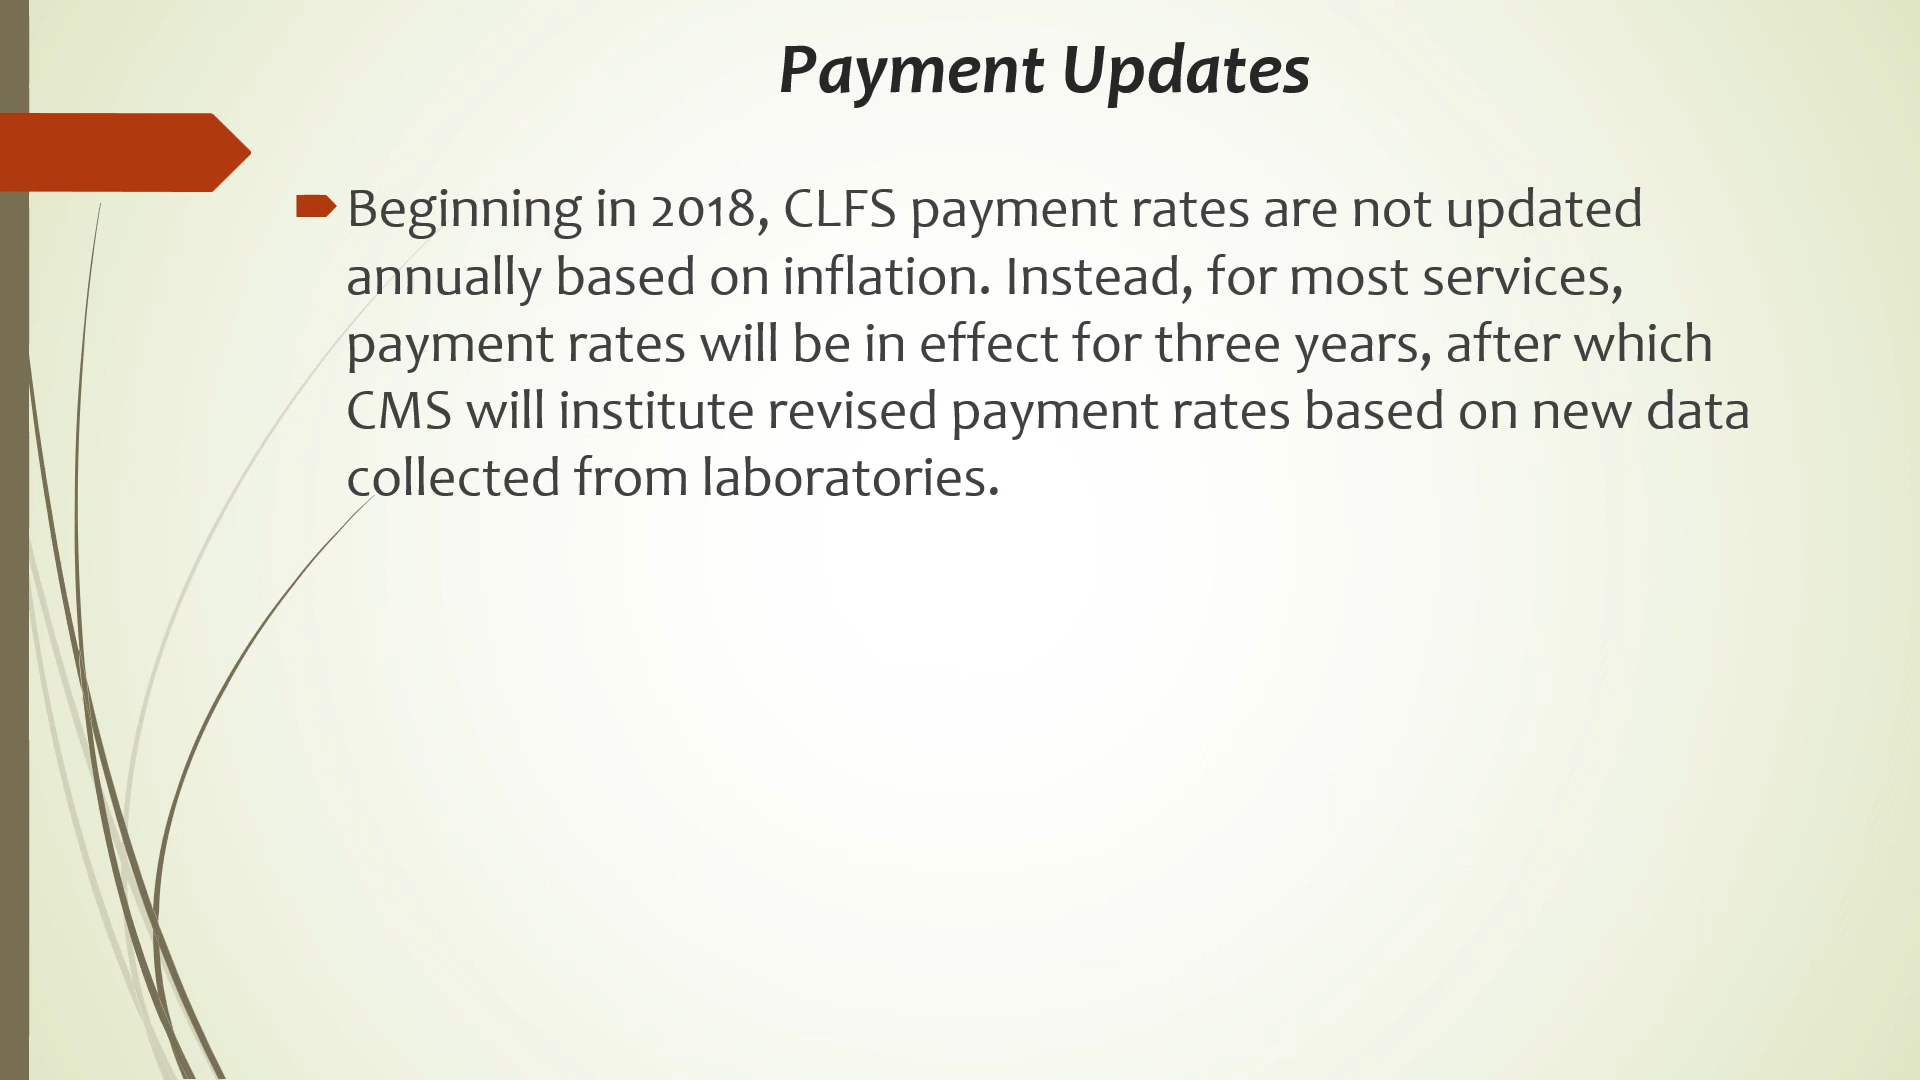 Payment Updates
Beginning in 2018, CLFS payment rates are not updated
annually based on inflation. Instead, for most services,
payment rates will be in effect for three years, after which
CMS will institute revised payment rates based on new data
collected from laboratories.